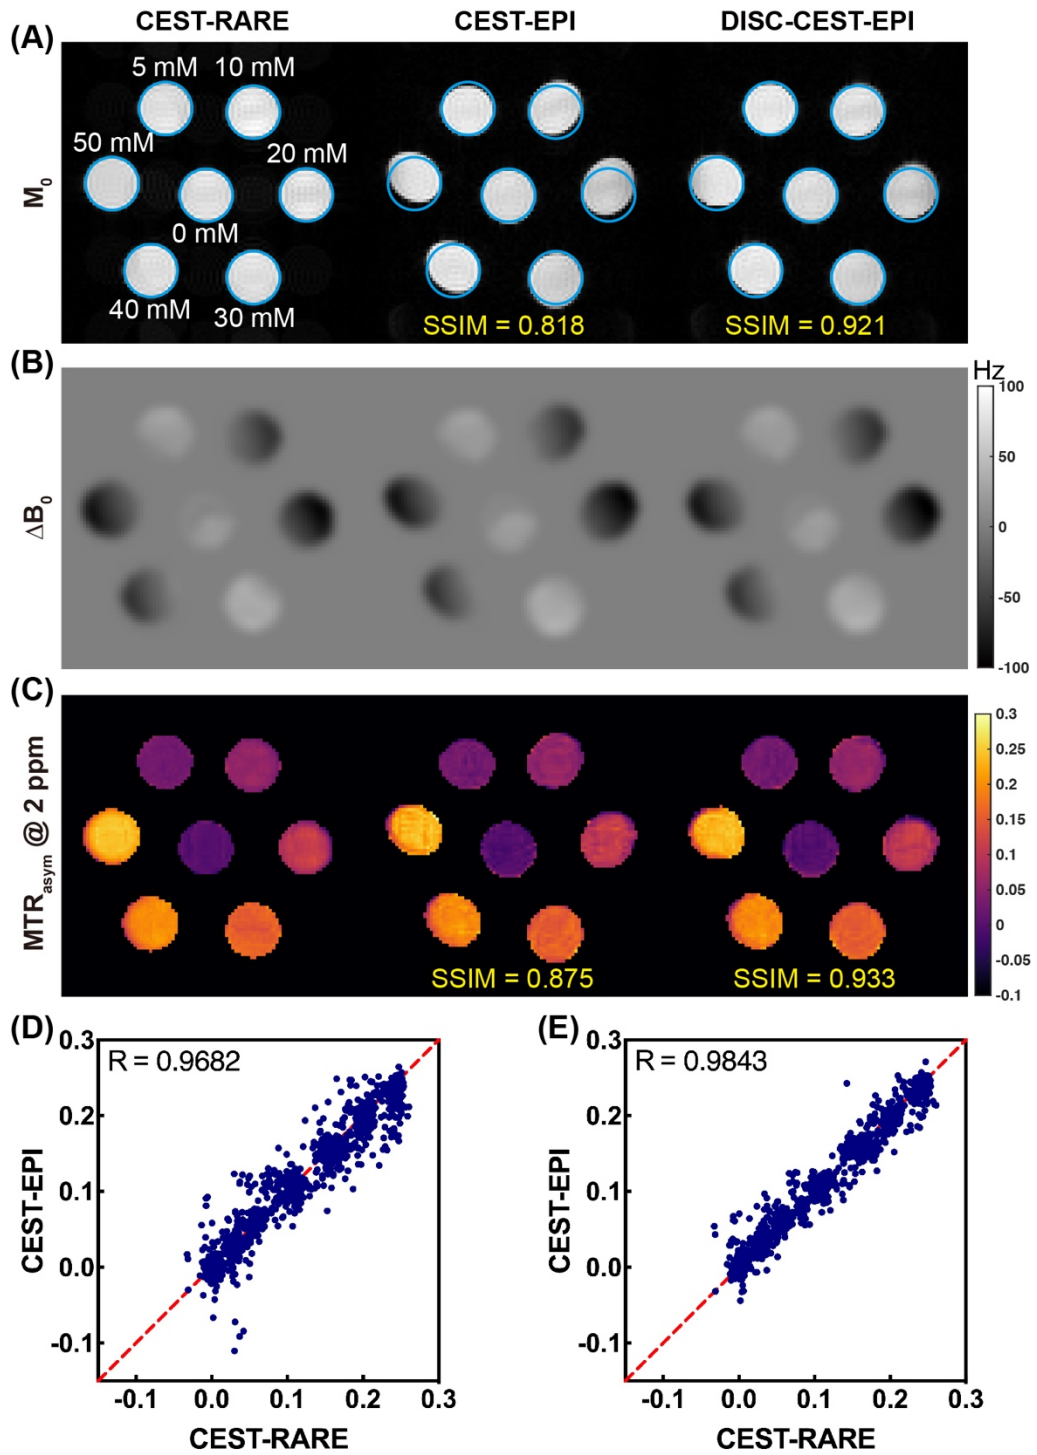 CEST-RARE CEST-EPI DISC-CEST-EPI
(A)
5 mM 10 mM
50 mM
20 mM
0 mM
40 mM
30 mM
M0
SSIM = 0.818 SSIM = 0.921
(B)
ΔB0
Hz
100
50
0
-50
-100
(C)
MTRasym @ 2 ppm
0.3
0.25
0.2
0.15
0.1
0.05
0
-0.05
-0.1
SSIM = 0.875 SSIM = 0.933
(D)
R = 0.9682
0.3
0.2
0.1
0.0
-0.1
CEST-EPI
-0.1 0.0 0.1 0.2 0.3
CEST-RARE
(E)
R = 0.9843
0.3
0.2
0.1
0.0
-0.1
CEST-EPI
-0.1 0.0 0.1 0.2 0.3
CEST-RARE